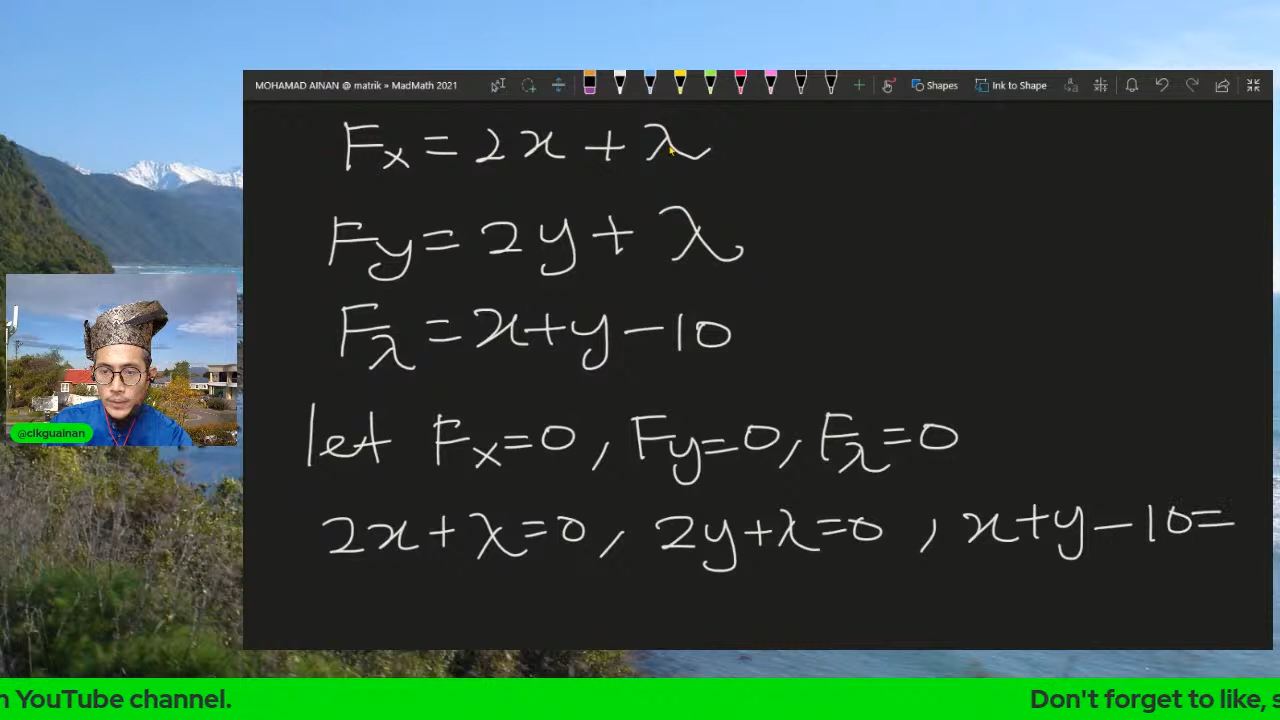 MOHAMAD AINAN @ matrik » MadMath 2021
Shapes
Ink to Shape
Fx = 2x + λ
Fy = 2y + λ
Fλ = x+y-10
let Fx=0, Fy=0, Fλ=0
2x+λ=0, 2y+λ=0, x+y-10=
@cikguainan
YouTube channel.
Don't forget to like,